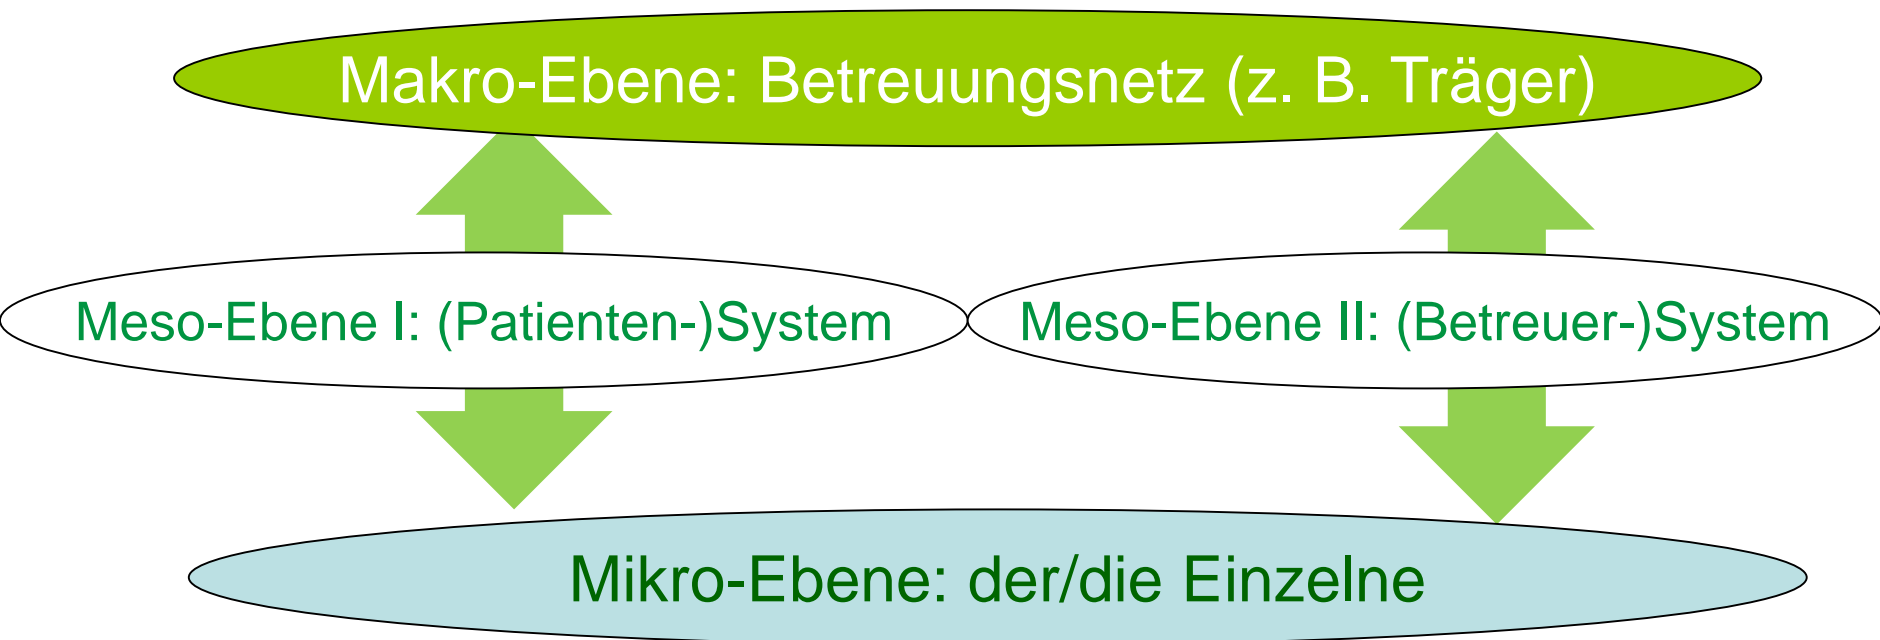 Makro-Ebene: Betreuungsnetz (z. B. Träger)
Meso-Ebene I: (Patienten-)System
Meso-Ebene II: (Betreuer-)System
Mikro-Ebene: der/die Einzelne